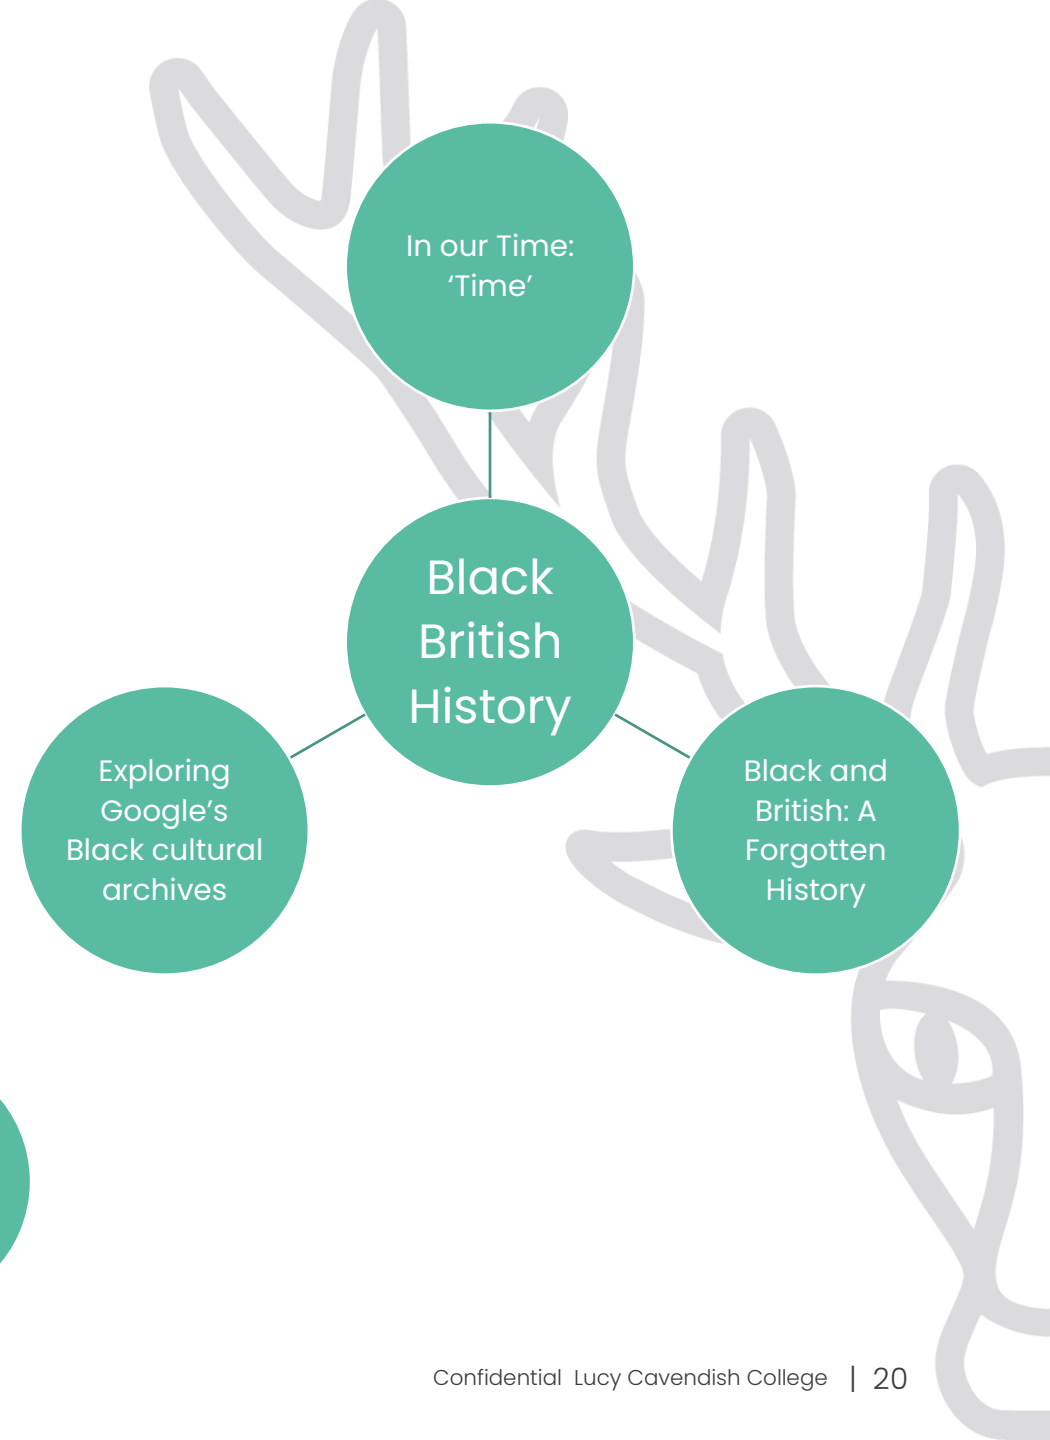 In our Time:
‘Time’
Black
British
History
Exploring
Google’s
Black cultural
archives
Black and
British: A
Forgotten
History
Confidential Lucy Cavendish College | 20